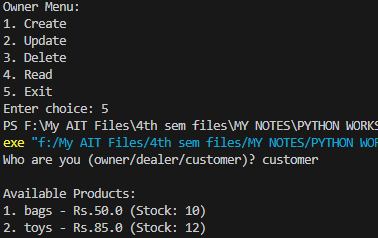 Owner Menu:
1. Create
2. Update
3. Delete
4. Read
5. Exit
Enter choice: 5
PS F:\My AIT Files\4th sem files\MY NOTES\PYTHON WORKS
exe "f:/My AIT Files/4th sem files/MY NOTES/PYTHON WOR
Who are you (owner/dealer/customer)? customer
Available Products:
1. bags - Rs.50.0 (Stock: 10)
2. toys - Rs.85.0 (Stock: 12)